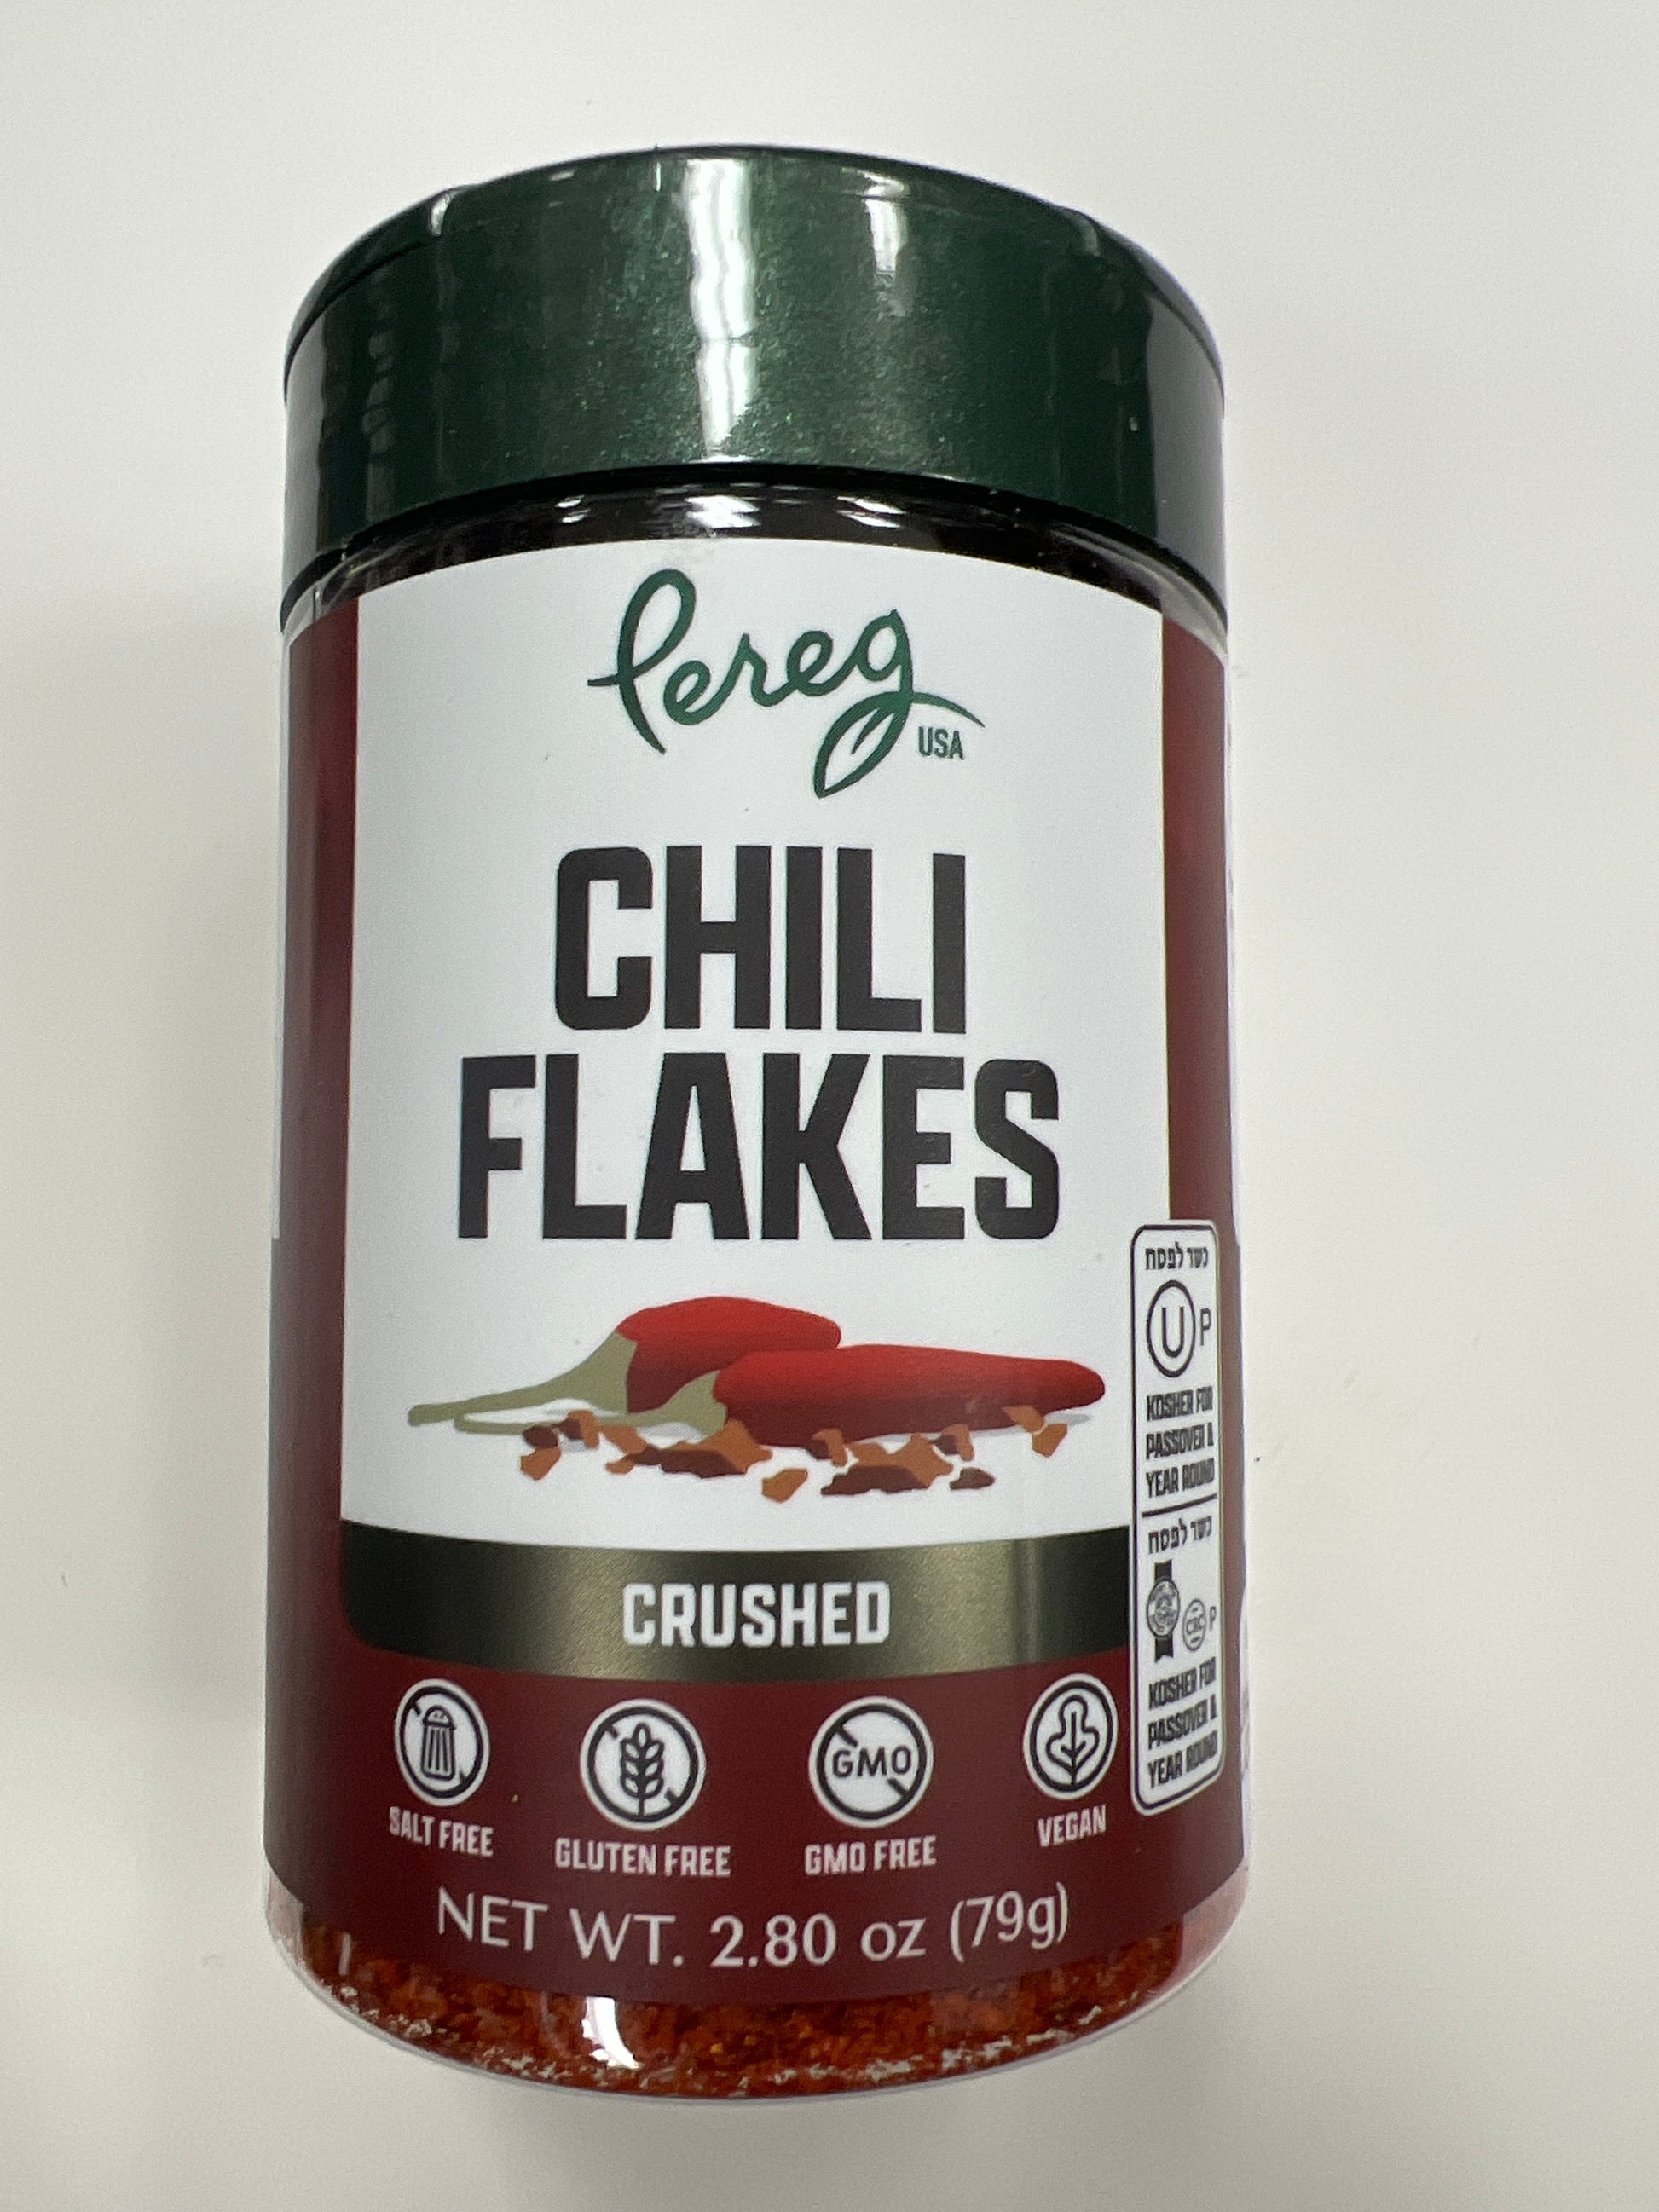 Pereg
USA
CHILI
FLAKES
כשר לפסח
U P
KOSHER FOR
PASSOVER &
YEAR ROUND
כשר לפסח
CRC P
KOSHER FOR
PASSOVER &
YEAR ROUND
CRUSHED
GMO
SALT FREE
GLUTEN FREE
GMO FREE
VEGAN
NET WT. 2.80 oz (79g)